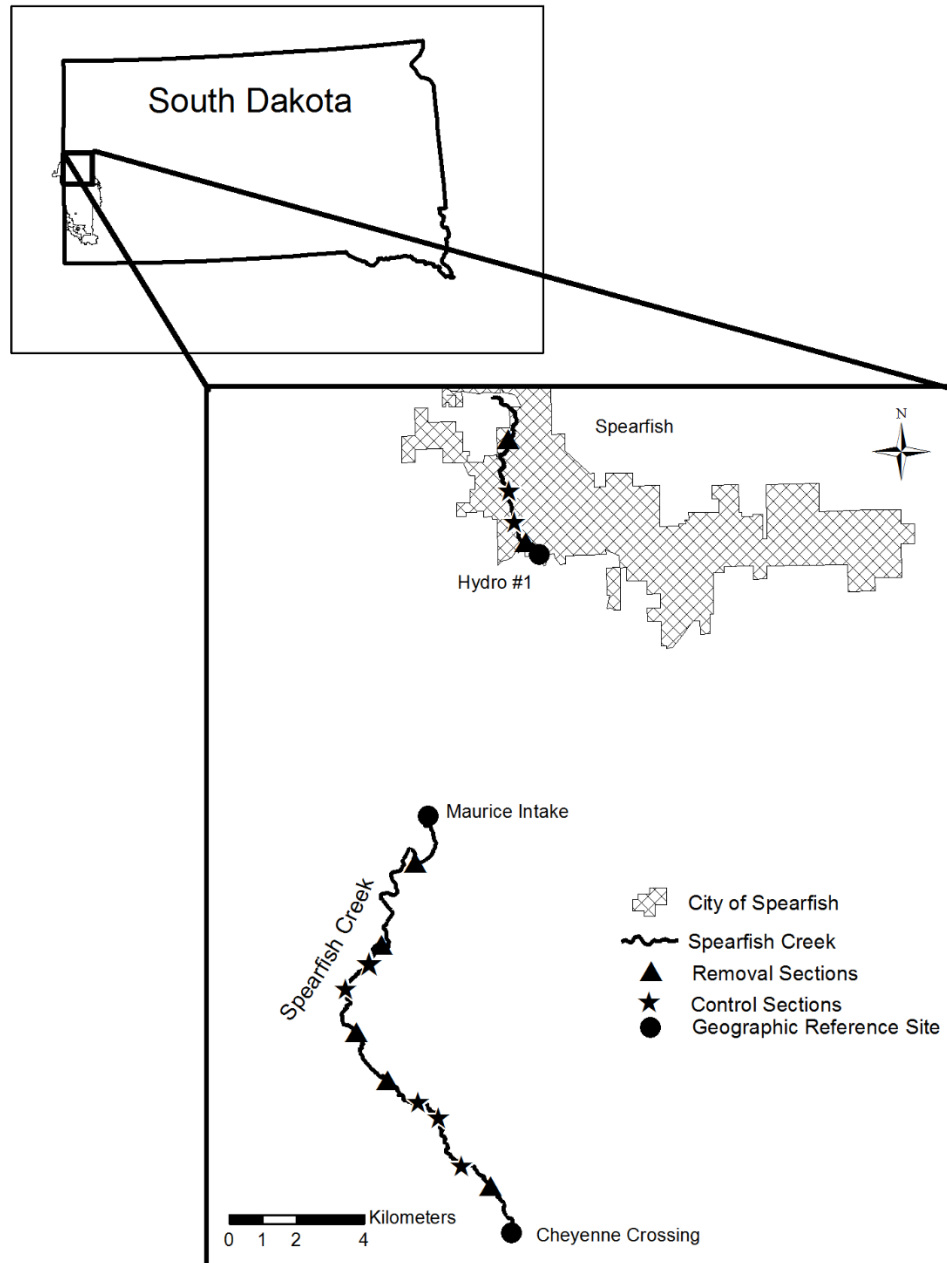 South Dakota
Spearfish
N
Hydro #1
Maurice Intake
Spearfish Creek
City of Spearfish
Spearfish Creek
Removal Sections
Control Sections
Geographic Reference Site
Kilometers
0 1 2 4
Cheyenne Crossing